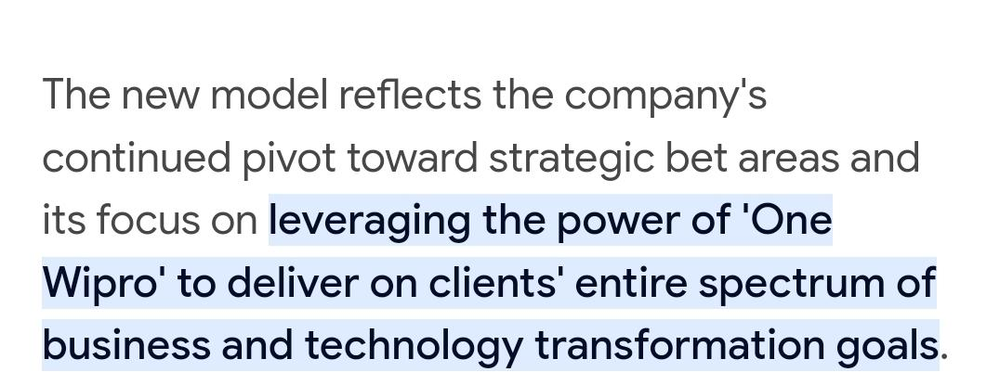 The new model reflects the company's
continued pivot toward strategic bet areas and
its focus on leveraging the power of 'One
Wipro' to deliver on clients' entire spectrum of
business and technology transformation goals.